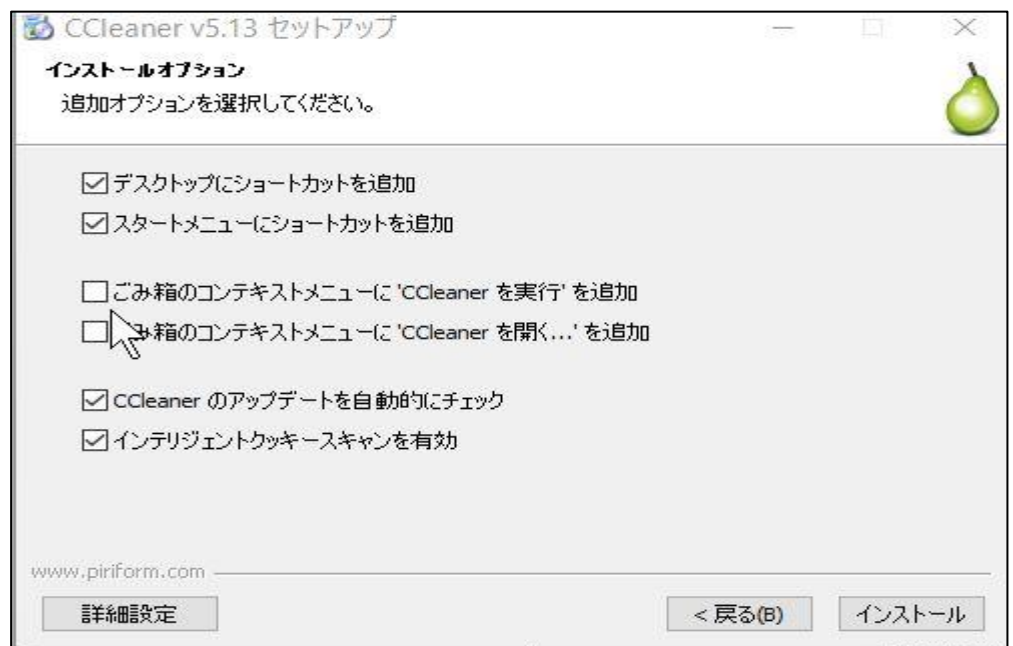 CCleaner v5.13 セットアップ
インストールオプション
追加オプションを選択してください。
デスクトップにショートカットを追加
スタートメニューにショートカットを追加
ごみ箱のコンテキストメニューに 'CCleaner を実行' を追加
み箱のコンテキストメニューに 'CCleaner を開く...' を追加
CCleaner のアップデートを自動的にチェック
インテリジェントクッキースキャンを有効
www.piriform.com
詳細設定
< 戻る(B)
インストール